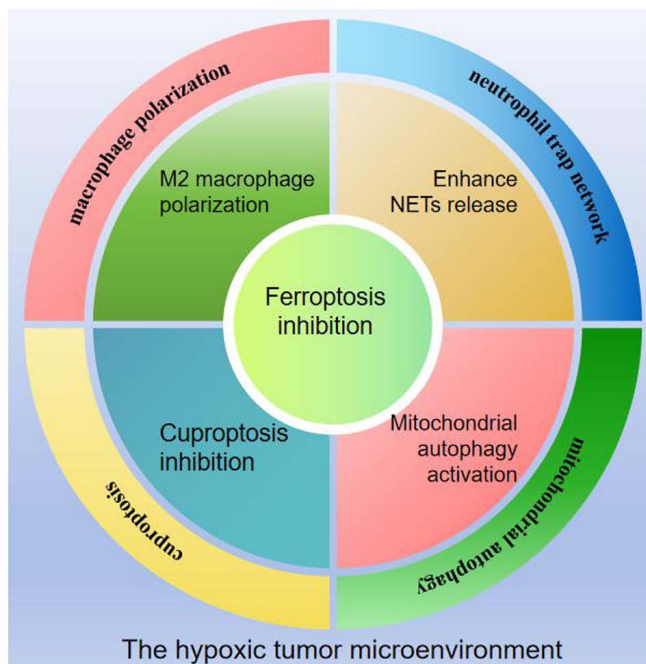 macrophage polarization
neutrophil trap network
M2 macrophage
polarization
Enhance
NETs release
Ferroptosis
inhibition
Cuproptosis
inhibition
Mitochondrial
autophagy
activation
cuproptosis
mitochondrial autophagy
The hypoxic tumor microenvironment